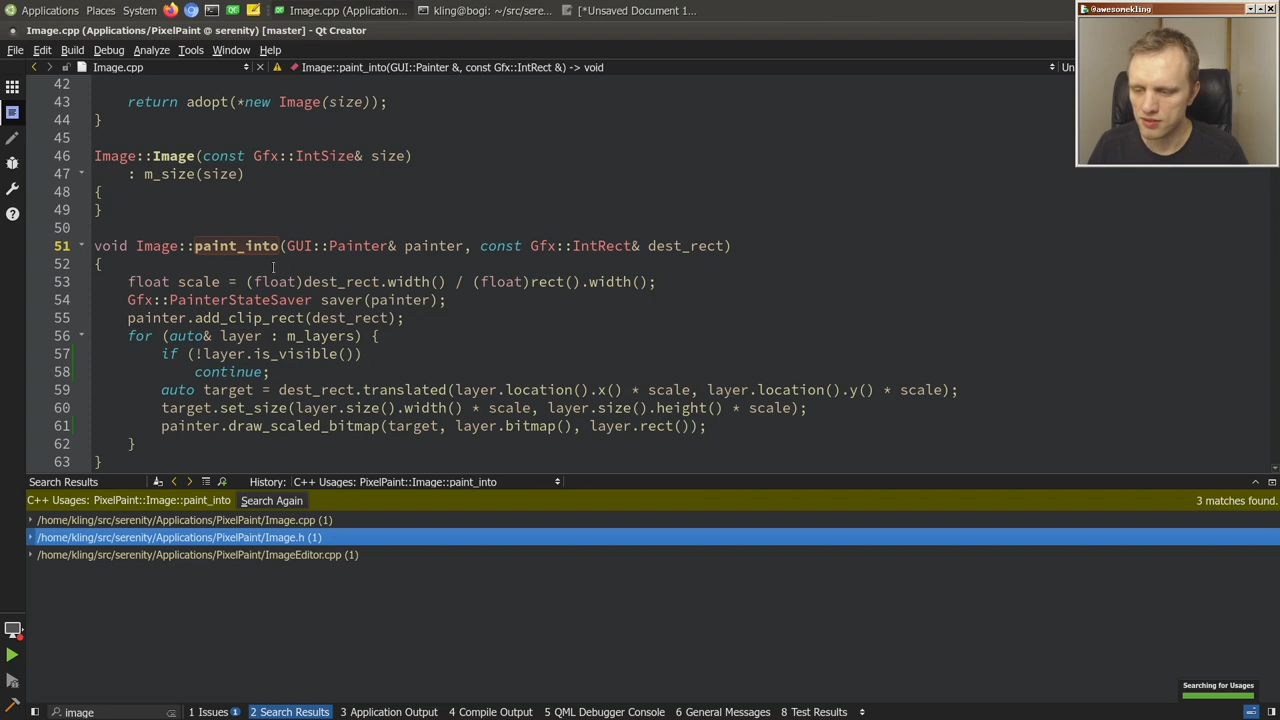 Applications Places System Image.cpp (Application... kling@bogi: ~/src/sere... [*Unsaved Document 1...
@awesomekling
Image.cpp (Applications/PixelPaint @ serenity) [master] - Qt Creator
File Edit Build Debug Analyze Tools Window Help
Image.cpp Image::paint_into(GUI::Painter &, const Gfx::IntRect &) -> void Un
42
43 return adopt(*new Image(size));
44 }
45
46 Image::Image(const Gfx::IntSize& size)
47 : m_size(size)
48 {
49 }
50
51 void Image::paint_into(GUI::Painter& painter, const Gfx::IntRect& dest_rect)
52 {
53 float scale = (float)dest_rect.width() / (float)rect().width();
54 Gfx::PainterStateSaver saver(painter);
55 painter.add_clip_rect(dest_rect);
56 for (auto& layer : m_layers) {
57 if (!layer.is_visible())
58 continue;
59 auto target = dest_rect.translated(layer.location().x() * scale, layer.location().y() * scale);
60 target.set_size(layer.size().width() * scale, layer.size().height() * scale);
61 painter.draw_scaled_bitmap(target, layer.bitmap(), layer.rect());
62 }
63 }
Search Results History: C++ Usages: PixelPaint::Image::paint_into
C++ Usages: PixelPaint::Image::paint_into Search Again 3 matches found.
/home/kling/src/serenity/Applications/PixelPaint/Image.cpp (1)
/home/kling/src/serenity/Applications/PixelPaint/Image.h (1)
/home/kling/src/serenity/Applications/PixelPaint/ImageEditor.cpp (1)
Searching for Usages
image 1 Issues 1 2 Search Results 3 Application Output 4 Compile Output 5 QML Debugger Console 6 General Messages 8 Test Results